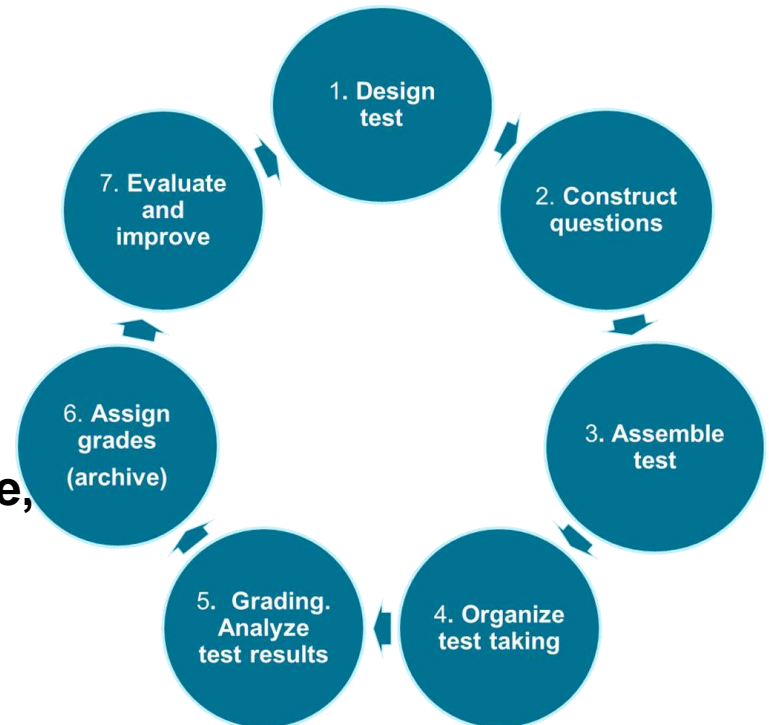 1. Design
test
2. Construct
questions
3. Assemble
test
4. Organize
test taking
5. Grading.
Analyze
test results
6. Assign
grades
(archive)
e,
7. Evaluate
and
improve